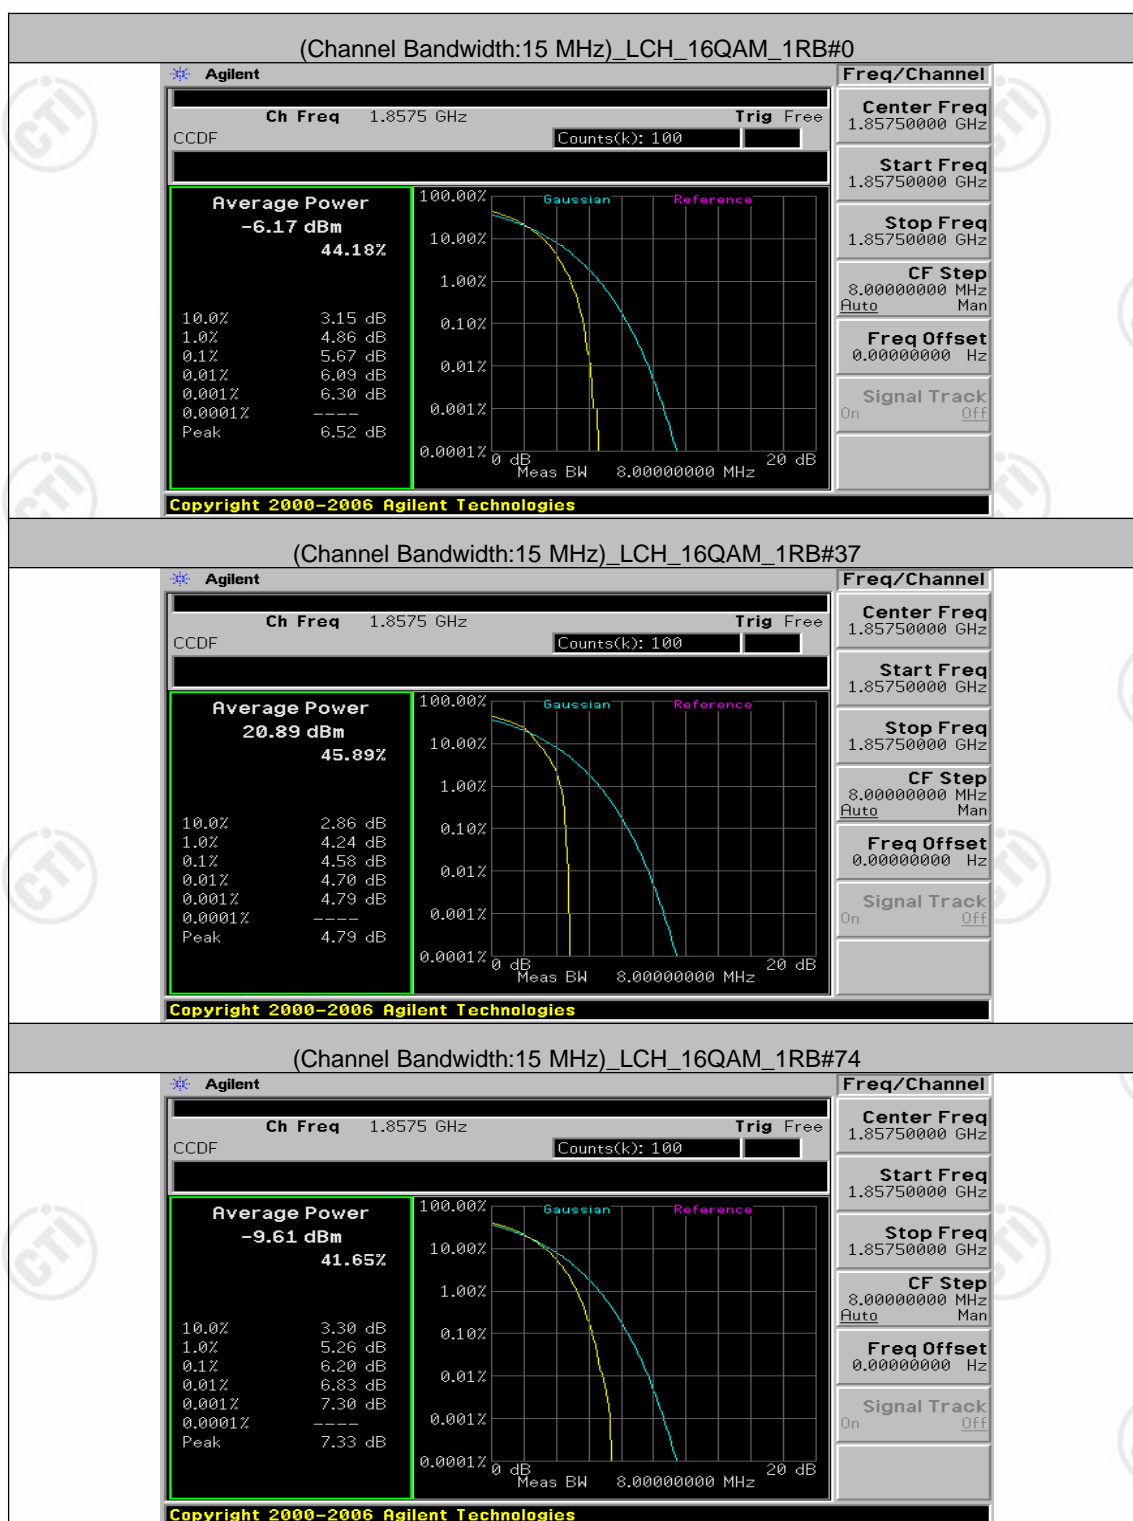 (Channel Bandwidth:15 MHz)_LCH_16QAM_1RB#0
Agilent
Freq/Channel
Ch Freq 1.8575 GHz Trig Free
CCDF Counts(k): 100
Average Power
-6.17 dBm
44.18%
10.0% 3.15 dB
1.0% 4.86 dB
0.1% 5.67 dB
0.01% 6.09 dB
0.001% 6.30 dB
0.0001% ----
Peak 6.52 dB
Gaussian Reference
100.00%
10.00%
1.00%
0.10%
0.01%
0.001%
0.0001%
0 dB 20 dB
Meas BW 8.00000000 MHz
Center Freq
1.85750000 GHz
Start Freq
1.85750000 GHz
Stop Freq
1.85750000 GHz
CF Step
8.00000000 MHz
Auto Man
Freq Offset
0.00000000 Hz
Signal Track
On Off
Copyright 2000-2006 Agilent Technologies
(Channel Bandwidth:15 MHz)_LCH_16QAM_1RB#37
Agilent
Freq/Channel
Ch Freq 1.8575 GHz Trig Free
CCDF Counts(k): 100
Average Power
20.89 dBm
45.89%
10.0% 2.86 dB
1.0% 4.24 dB
0.1% 4.58 dB
0.01% 4.70 dB
0.001% 4.79 dB
0.0001% ----
Peak 4.79 dB
Gaussian Reference
100.00%
10.00%
1.00%
0.10%
0.01%
0.001%
0.0001%
0 dB 20 dB
Meas BW 8.00000000 MHz
Center Freq
1.85750000 GHz
Start Freq
1.85750000 GHz
Stop Freq
1.85750000 GHz
CF Step
8.00000000 MHz
Auto Man
Freq Offset
0.00000000 Hz
Signal Track
On Off
Copyright 2000-2006 Agilent Technologies
(Channel Bandwidth:15 MHz)_LCH_16QAM_1RB#74
Agilent
Freq/Channel
Ch Freq 1.8575 GHz Trig Free
CCDF Counts(k): 100
Average Power
-9.61 dBm
41.65%
10.0% 3.30 dB
1.0% 5.26 dB
0.1% 6.20 dB
0.01% 6.83 dB
0.001% 7.30 dB
0.0001% ----
Peak 7.33 dB
Gaussian Reference
100.00%
10.00%
1.00%
0.10%
0.01%
0.001%
0.0001%
0 dB 20 dB
Meas BW 8.00000000 MHz
Center Freq
1.85750000 GHz
Start Freq
1.85750000 GHz
Stop Freq
1.85750000 GHz
CF Step
8.00000000 MHz
Auto Man
Freq Offset
0.00000000 Hz
Signal Track
On Off
Copyright 2000-2006 Agilent Technologies
CTI
CTI
CTI
CTI
CTI
CTI
CTI
CTI